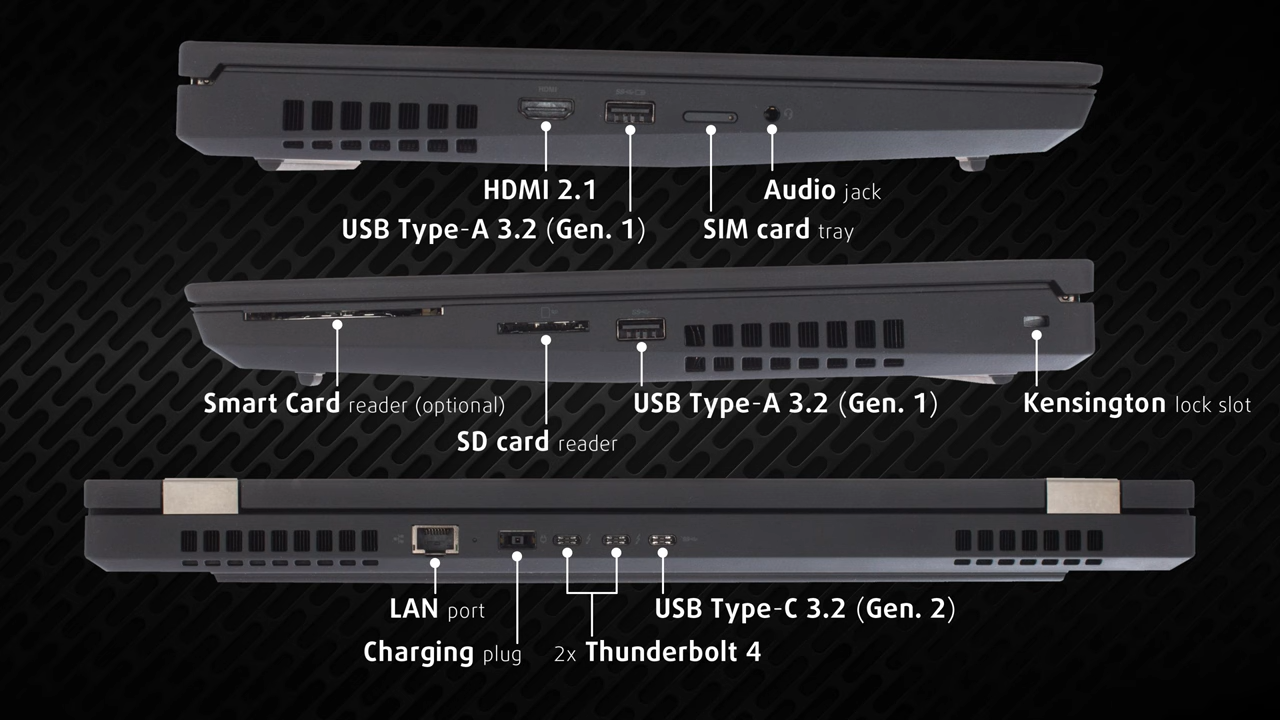 HDMI
HDMI 2.1
Audio jack
USB Type-A 3.2 (Gen. 1)
SIM card tray
Smart Card reader (optional)
USB Type-A 3.2 (Gen. 1)
Kensington lock slot
SD card reader
LAN port
USB Type-C 3.2 (Gen. 2)
Charging plug
2x Thunderbolt 4